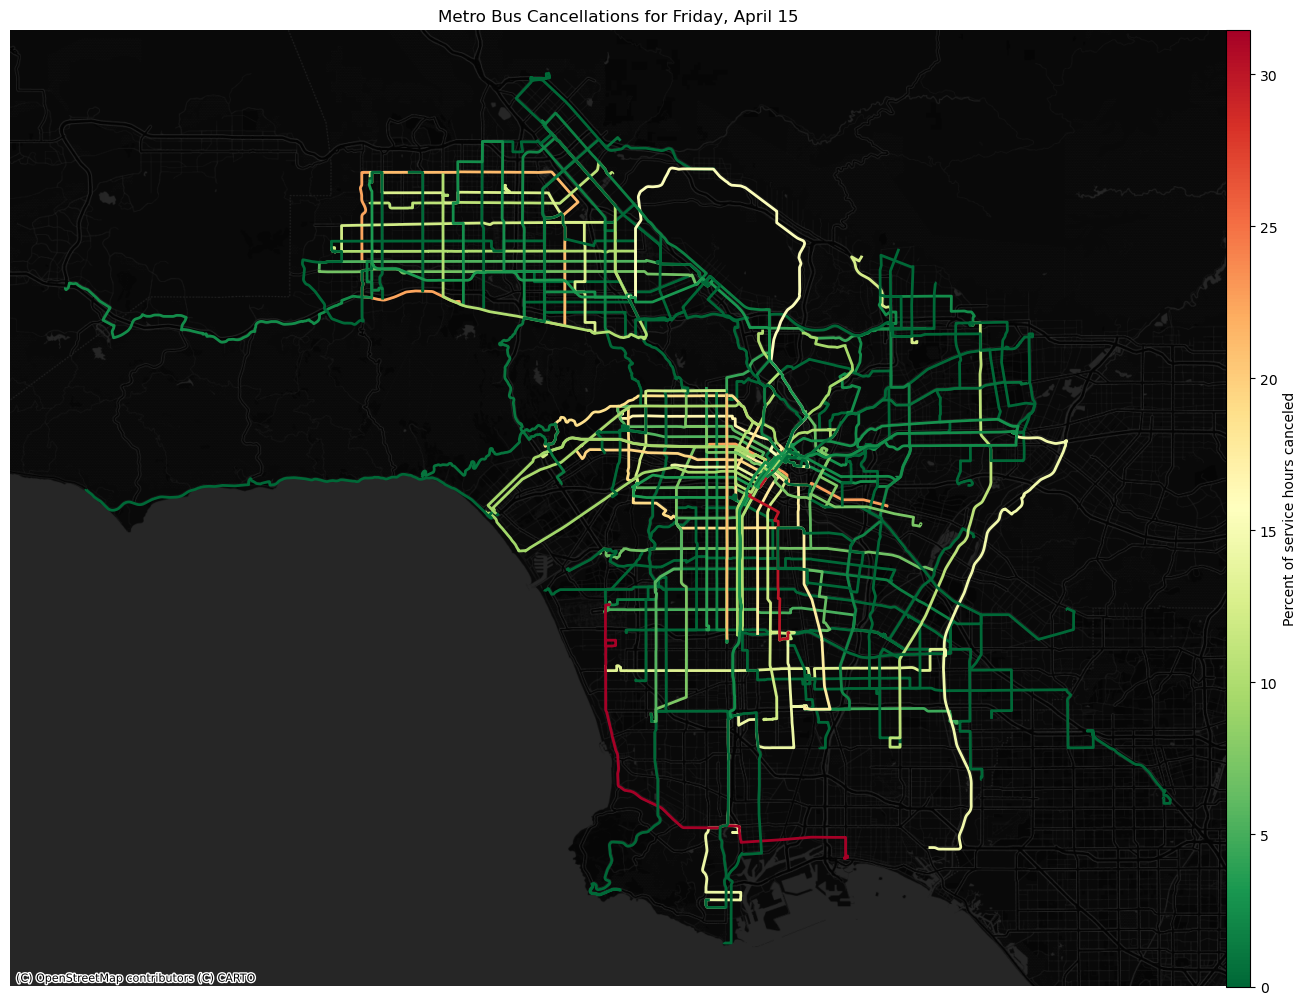 Metro Bus Cancellations for Friday, April 15
30
25
20
15
10
5
0
Percent of service hours canceled
(C) OpenStreetMap contributors (C) CARTO